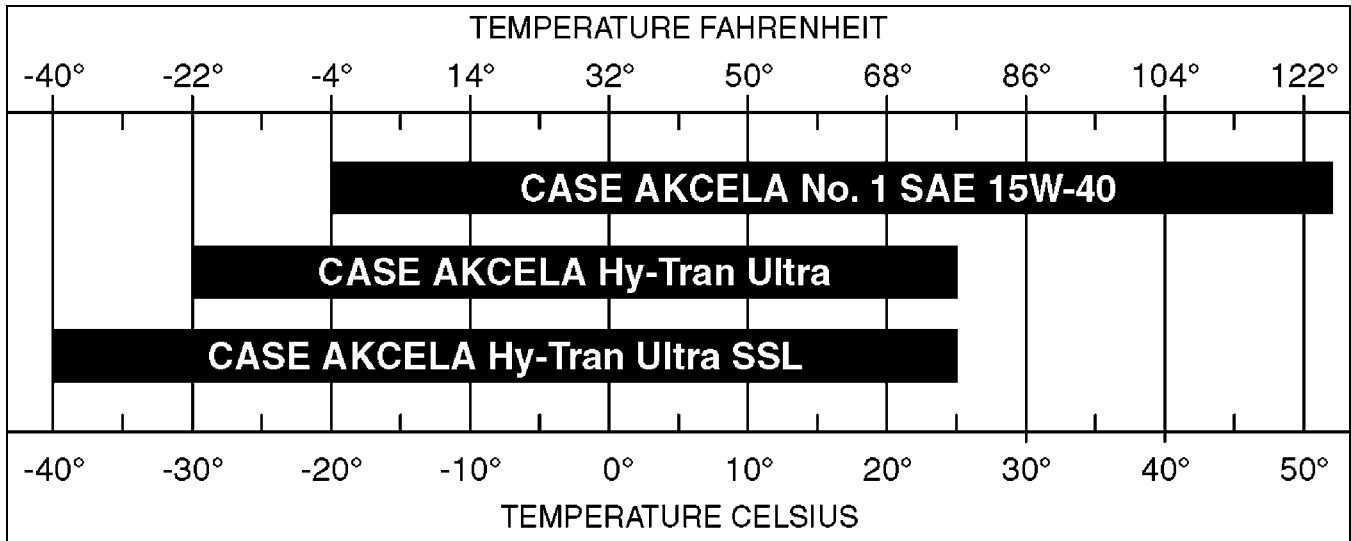 TEMPERATURE FAHRENHEIT
-40° -22° -4° 14° 32° 50° 68° 86° 104° 122°
CASE AKCELA No. 1 SAE 15W-40
CASE AKCELA Hy-Tran Ultra
CASE AKCELA Hy-Tran Ultra SSL
-40° -30° -20° -10° 0° 10° 20° 30° 40° 50°
TEMPERATURE CELSIUS